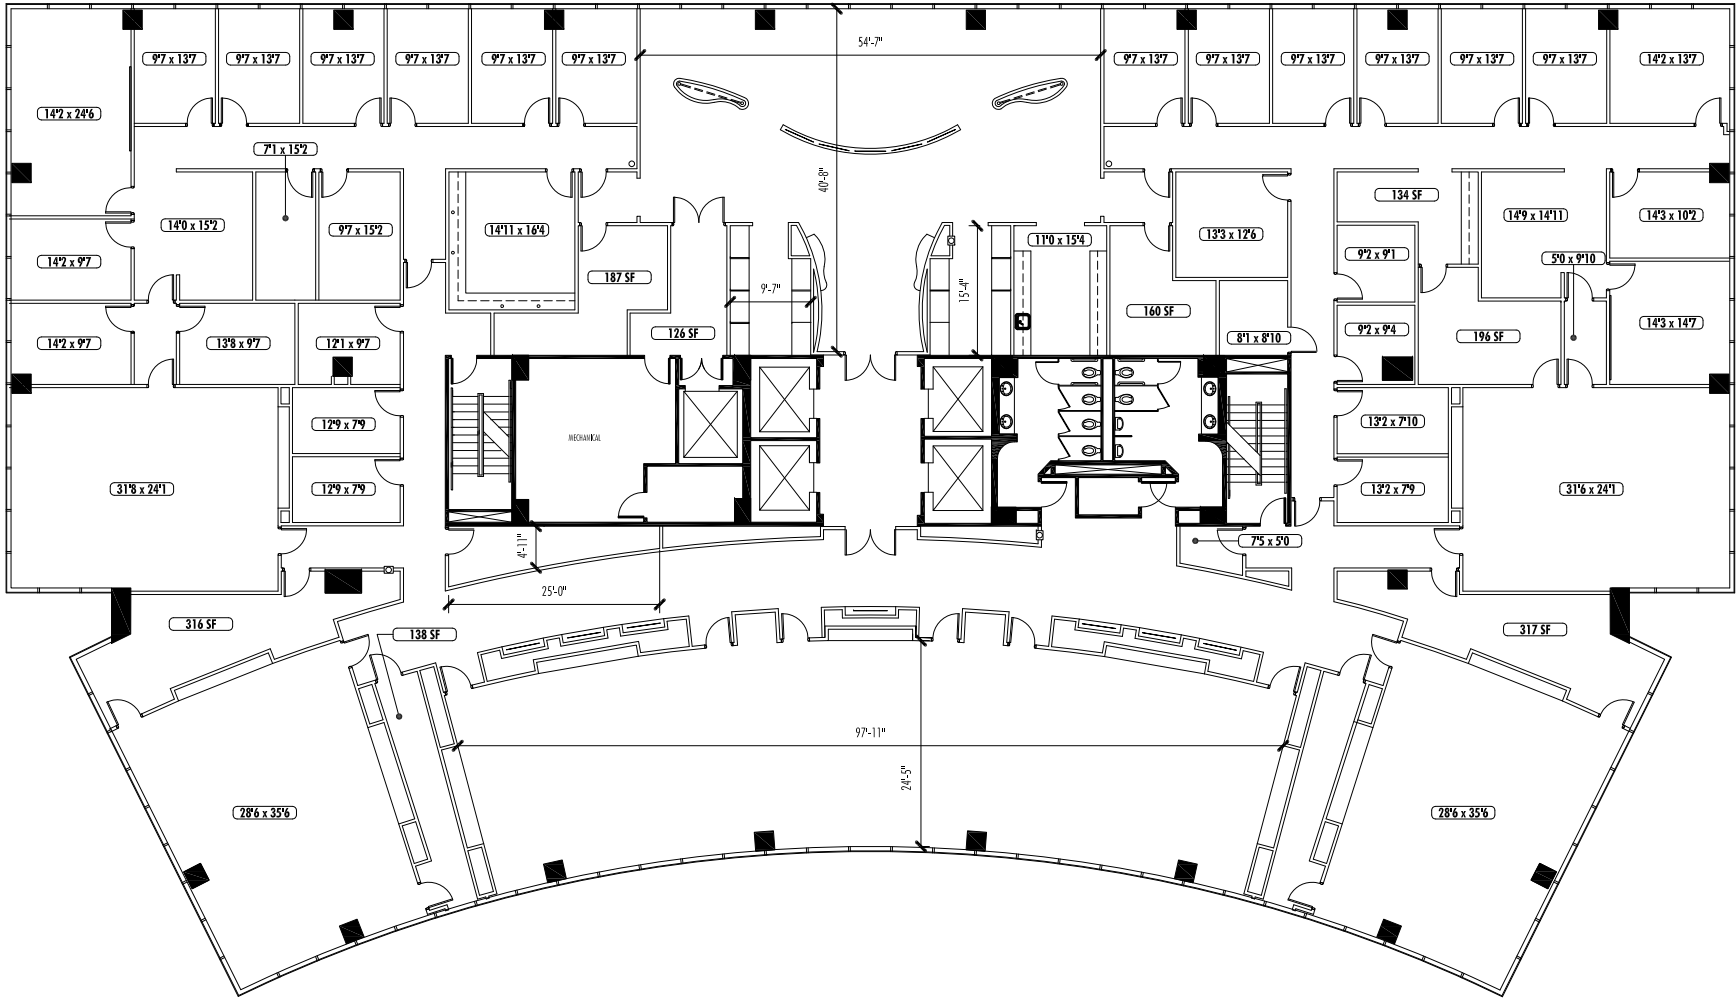 54'-7"
9'7 x 13'7
9'7 x 13'7
9'7 x 13'7
9'7 x 13'7
9'7 x 13'7
9'7 x 13'7
9'7 x 13'7
9'7 x 13'7
9'7 x 13'7
9'7 x 13'7
9'7 x 13'7
9'7 x 13'7
14'2 x 13'7
14'2 x 24'6
7'1 x 15'2
40'-8"
134 SF
14'0 x 15'2
9'7 x 15'2
14'11 x 16'4
11'0 x 15'4
13'3 x 12'6
14'9 x 14'11
14'3 x 10'2
14'2 x 9'7
187 SF
9'-7"
15'-4"
9'2 x 9'1
5'0 x 9'10
14'2 x 9'7
13'8 x 9'7
12'1 x 9'7
126 SF
160 SF
8'1 x 8'10
9'2 x 9'4
196 SF
14'3 x 14'7
12'9 x 7'9
MECHANICAL
13'2 x 7'10
31'8 x 24'1
12'9 x 7'9
13'2 x 7'9
31'6 x 24'1
4'-11"
7'5 x 5'0
25'-0"
316 SF
138 SF
317 SF
97'-11"
24'-5"
28'6 x 35'6
28'6 x 35'6